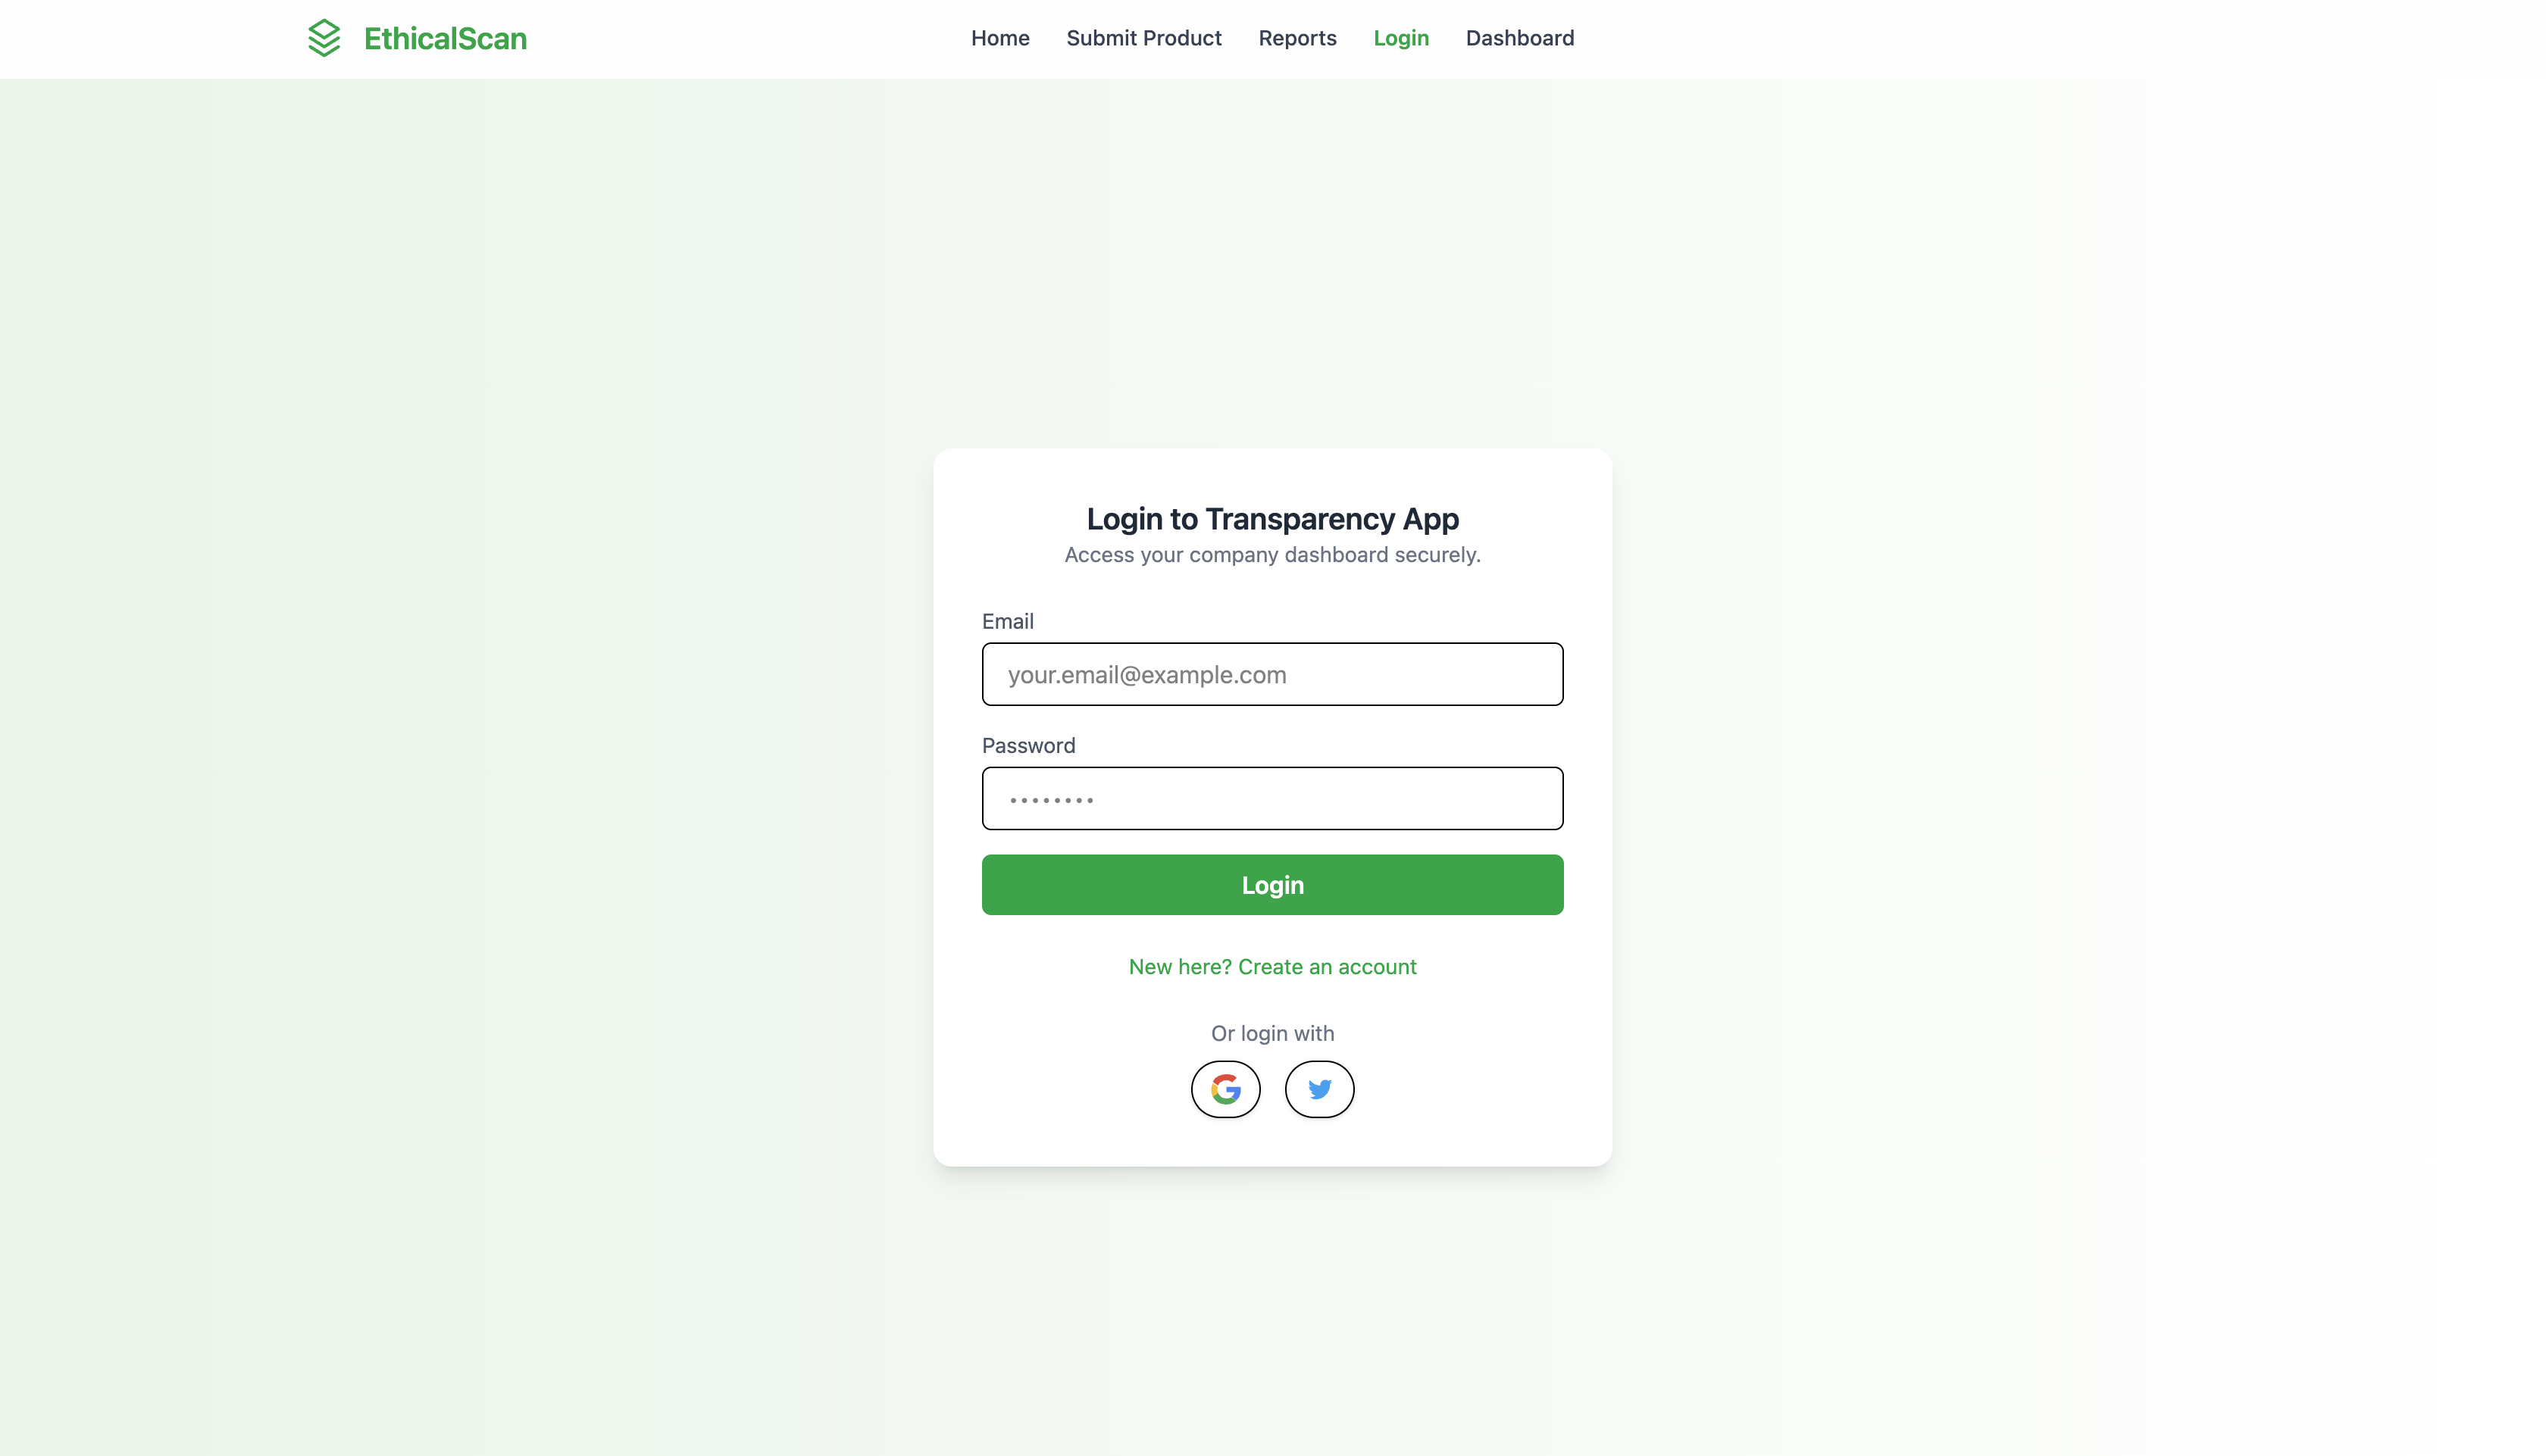 EthicalScan
Home Submit Product Reports Login Dashboard
Login to Transparency App
Access your company dashboard securely.
Email
your.email@example.com
Password
••••••••
Login
New here? Create an account
Or login with